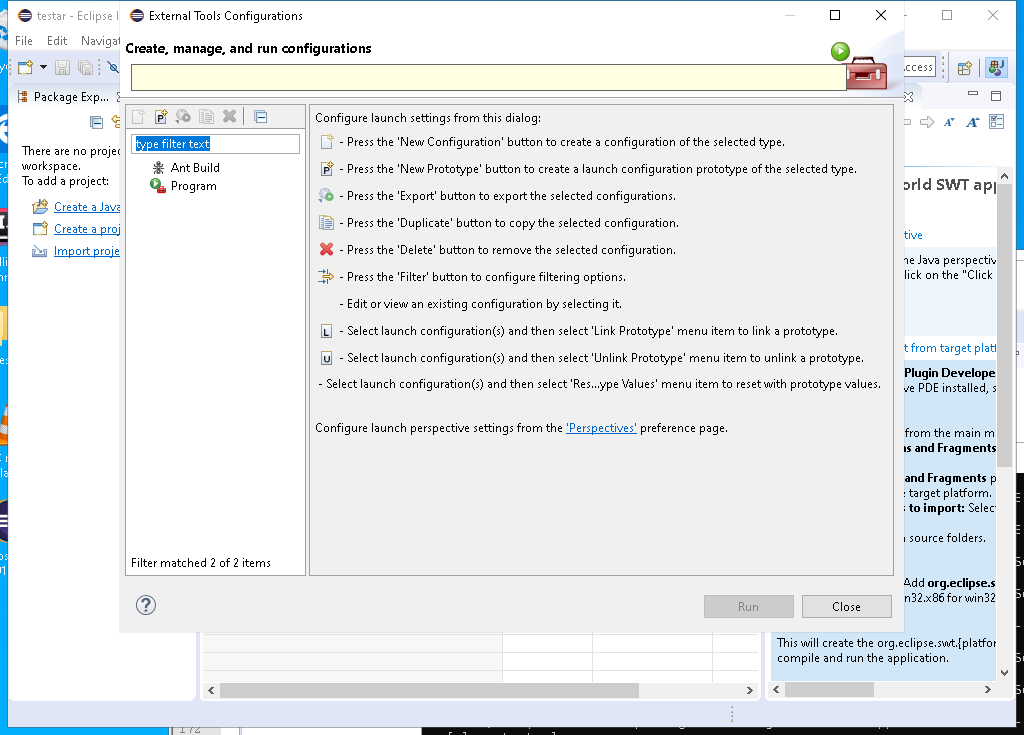 testar - Eclipse I
External Tools Configurations
File Edit Navigat
Create, manage, and run configurations
ccess
Package Exp...
type filter text
Ant Build
Program
Filter matched 2 of 2 items
There are no projec
workspace.
To add a project:
Create a Java
Create a proj
Import proje
Configure launch settings from this dialog:
- Press the 'New Configuration' button to create a configuration of the selected type.
- Press the 'New Prototype' button to create a launch configuration prototype of the selected type.
- Press the 'Export' button to export the selected configurations.
- Press the 'Duplicate' button to copy the selected configuration.
- Press the 'Delete' button to remove the selected configuration.
- Press the 'Filter' button to configure filtering options.
- Edit or view an existing configuration by selecting it.
L - Select launch configuration(s) and then select 'Link Prototype' menu item to link a prototype.
U - Select launch configuration(s) and then select 'Unlink Prototype' menu item to unlink a prototype.
- Select launch configuration(s) and then select 'Res...ype Values' menu item to reset with prototype values.
Configure launch perspective settings from the 'Perspectives' preference page.
Run
Close
orld SWT app
tive
he Java perspectiv
lick on the "Click
t from target platf
Plugin Develope
ve PDE installed, s
from the main m
ns and Fragments
and Fragments p
e target platform.
s to import: Selec
source folders.
Add org.eclipse.s
n32.x86 for win32
This will create the org.eclipse.swt.{platfor
compile and run the application.
172